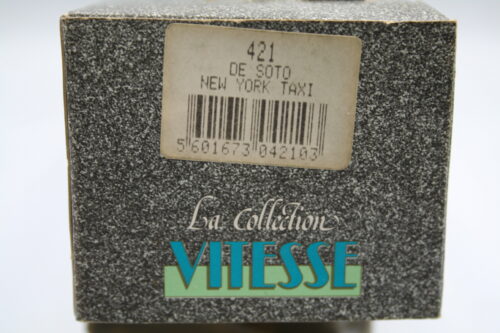 421
DE SOTO
NEW YORK TAXI
5 601673 042103
La Collection
VITESSE